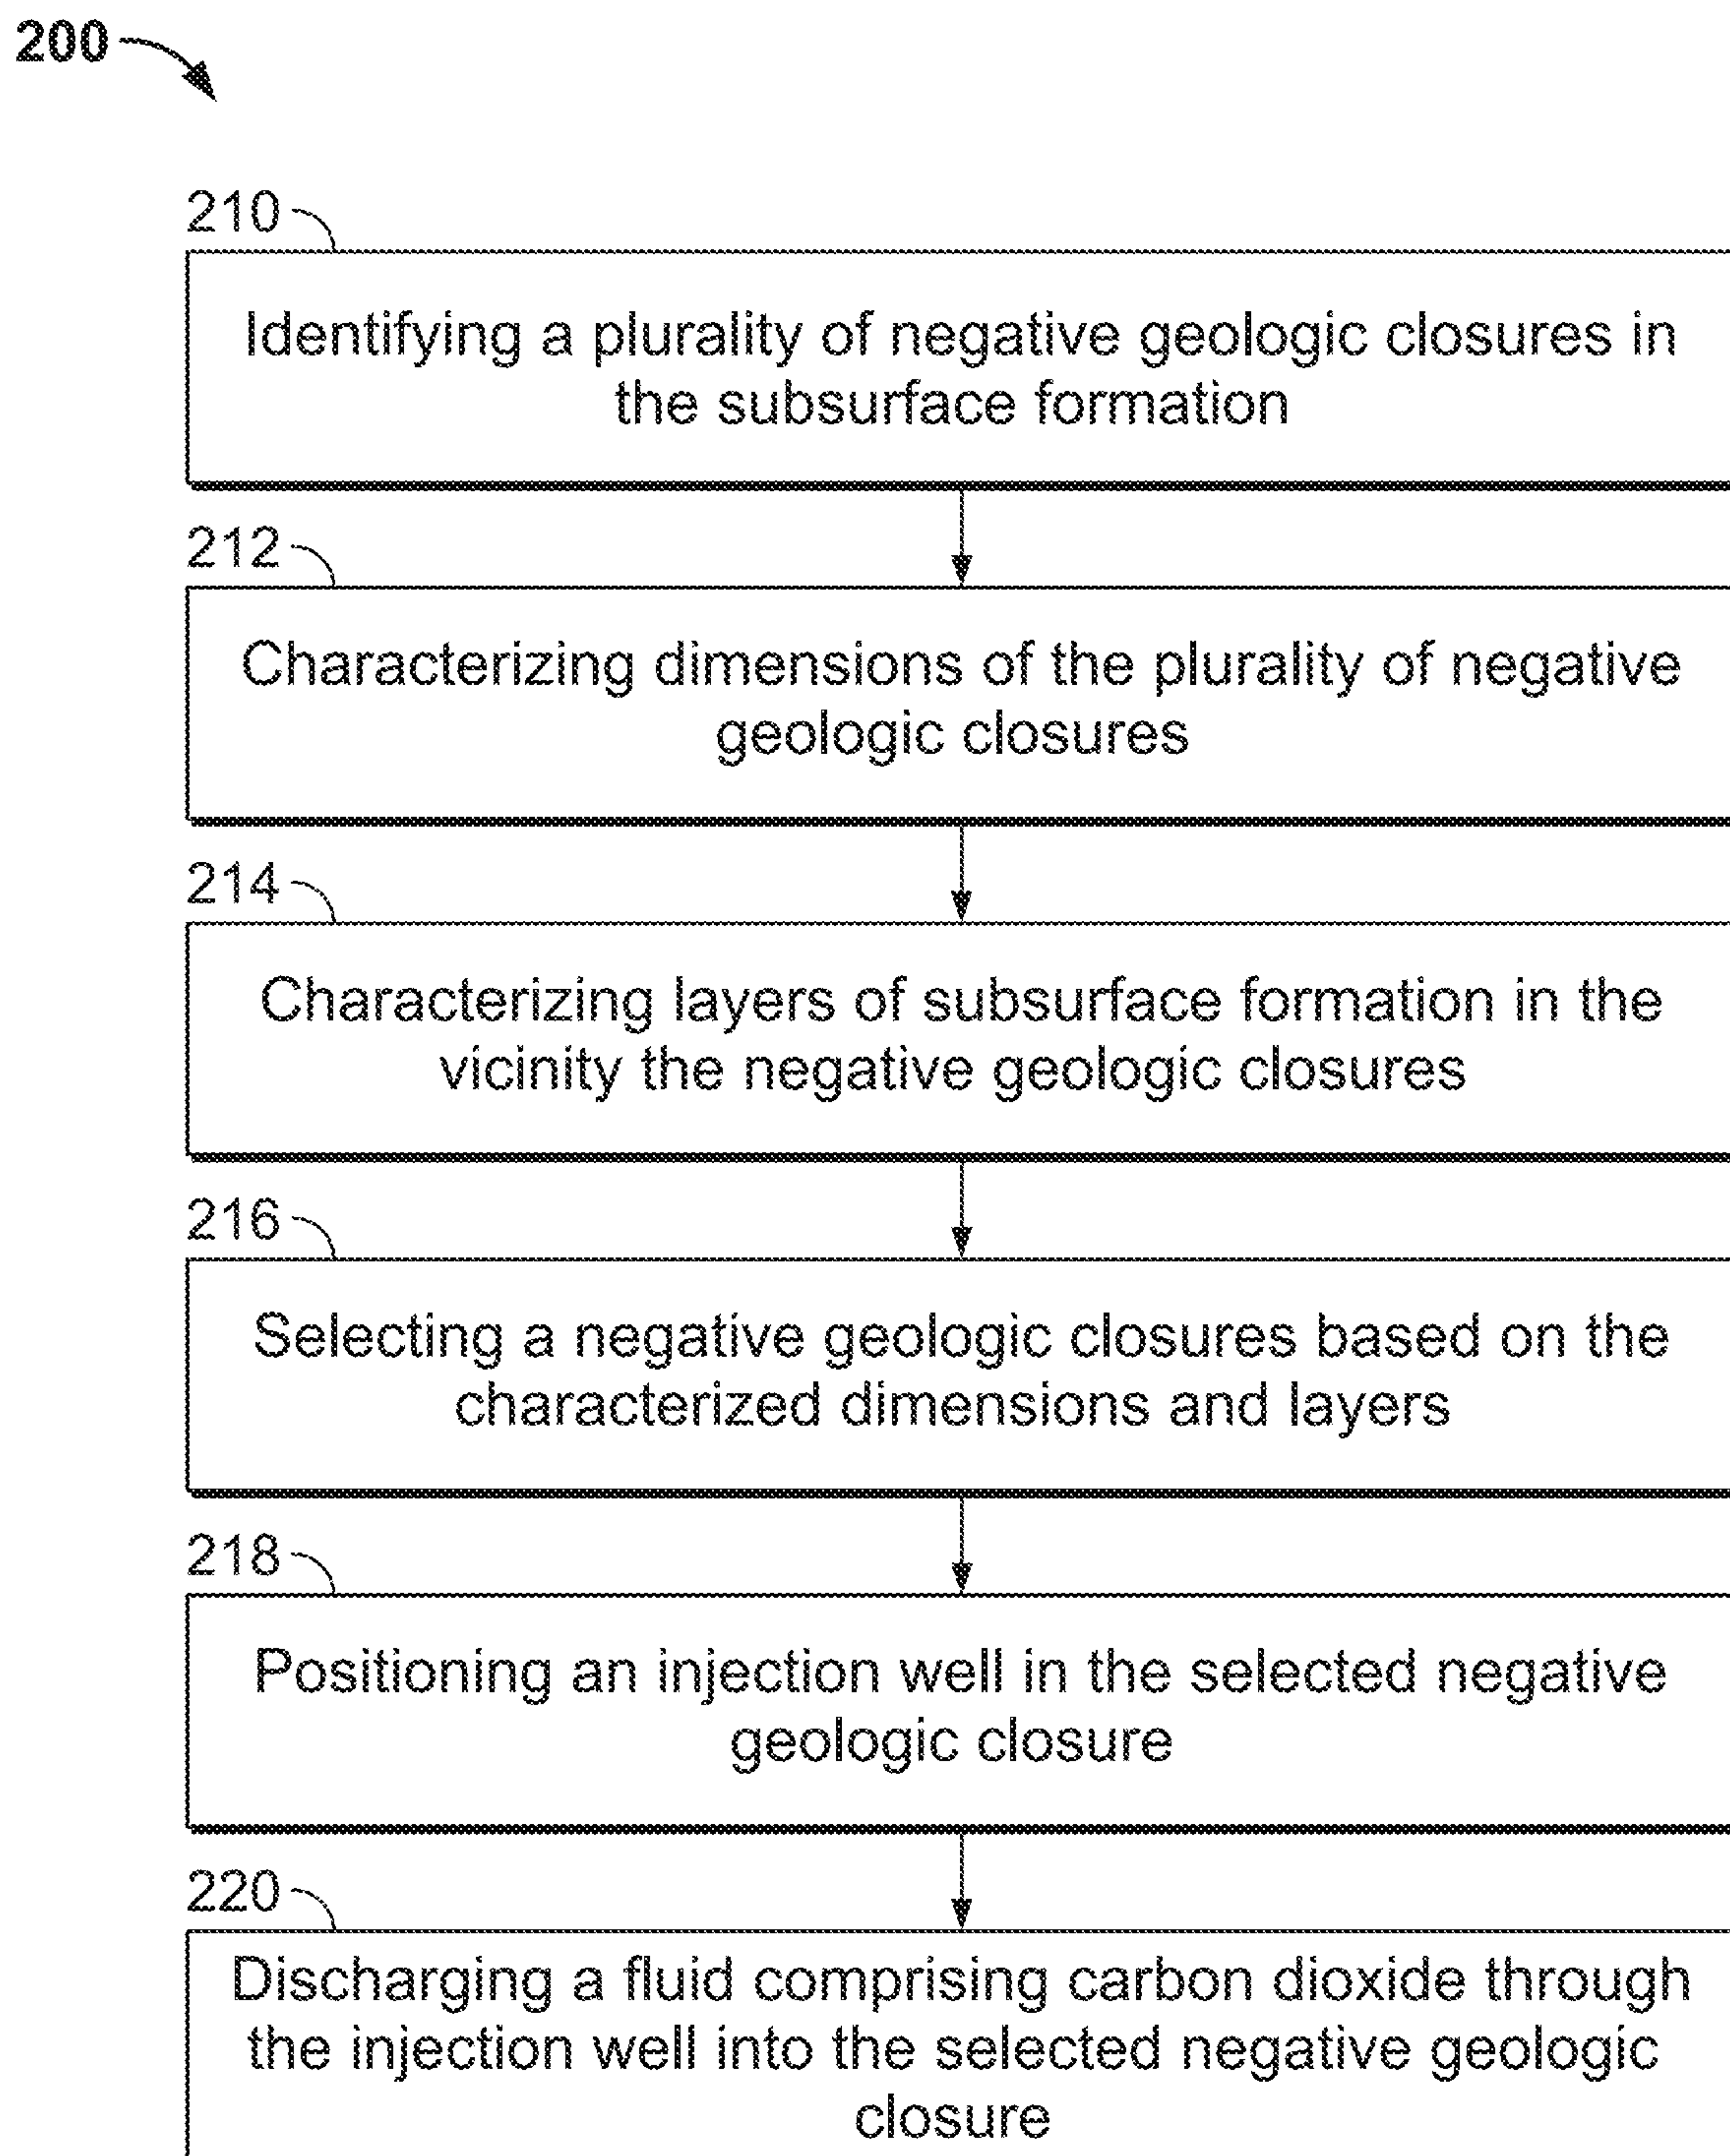 200
210
Identifying a plurality of negative geologic closures in
the subsurface formation
212
Characterizing dimensions of the plurality of negative
geologic closures
214
Characterizing layers of subsurface formation in the
vicinity the negative geologic closures
216
Selecting a negative geologic closures based on the
characterized dimensions and layers
218
Positioning an injection well in the selected negative
geologic closure
220
Discharging a fluid comprising carbon dioxide through
the injection well into the selected negative geologic
closure